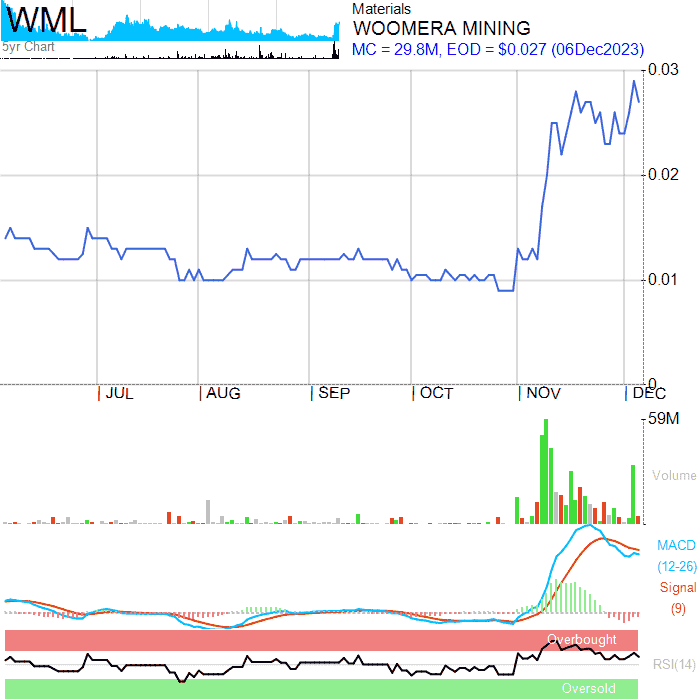 WML
5yr Chart
Materials
WOOMERA MINING
MC = 29.8M, EOD = $0.027 (06Dec2023)
0.03
0.02
0.01
0
JUL
AUG
SEP
OCT
NOV
DEC
59M
Volume
MACD
(12-26)
Signal
(9)
Overbought
RSI(14)
Oversold